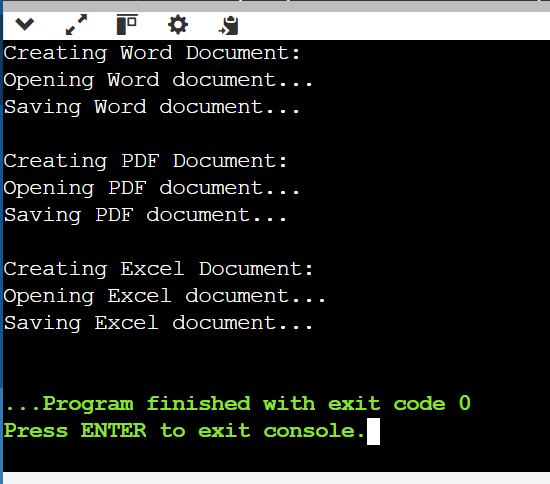 Creating Word Document:
Opening Word document...
Saving Word document...
Creating PDF Document:
Opening PDF document...
Saving PDF document...
Creating Excel Document:
Opening Excel document...
Saving Excel document...
...Program finished with exit code 0
Press ENTER to exit console.